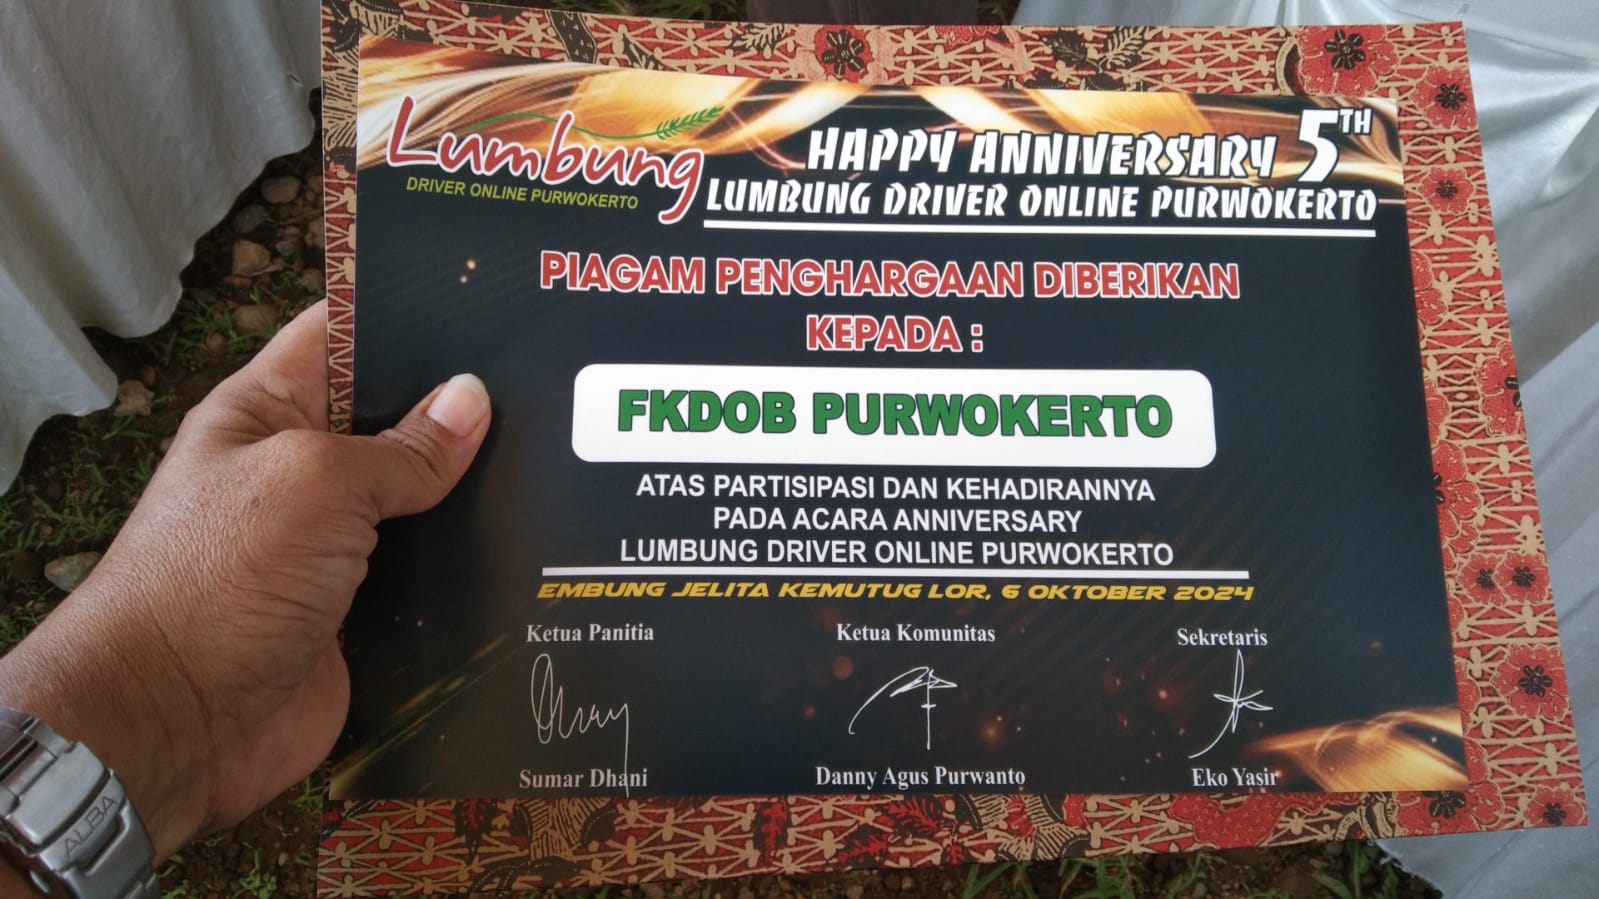 Lumbung
DRIVER ONLINE PURWOKERTO
HAPPY ANNIVERSARY 5TH
LUMBUNG DRIVER ONLINE PURWOKERTO
PIAGAM PENGHARGAAN DIBERIKAN
KEPADA :
FKDOB PURWOKERTO
ATAS PARTISIPASI DAN KEHADIRANNYA
PADA ACARA ANNIVERSARY
LUMBUNG DRIVER ONLINE PURWOKERTO
EMBUNG JELITA KEMUTUG LOR, 6 OKTOBER 2024
Ketua Panitia Ketua Komunitas Sekretaris
Sumar Dhani Danny Agus Purwanto Eko Yasir
ALBA